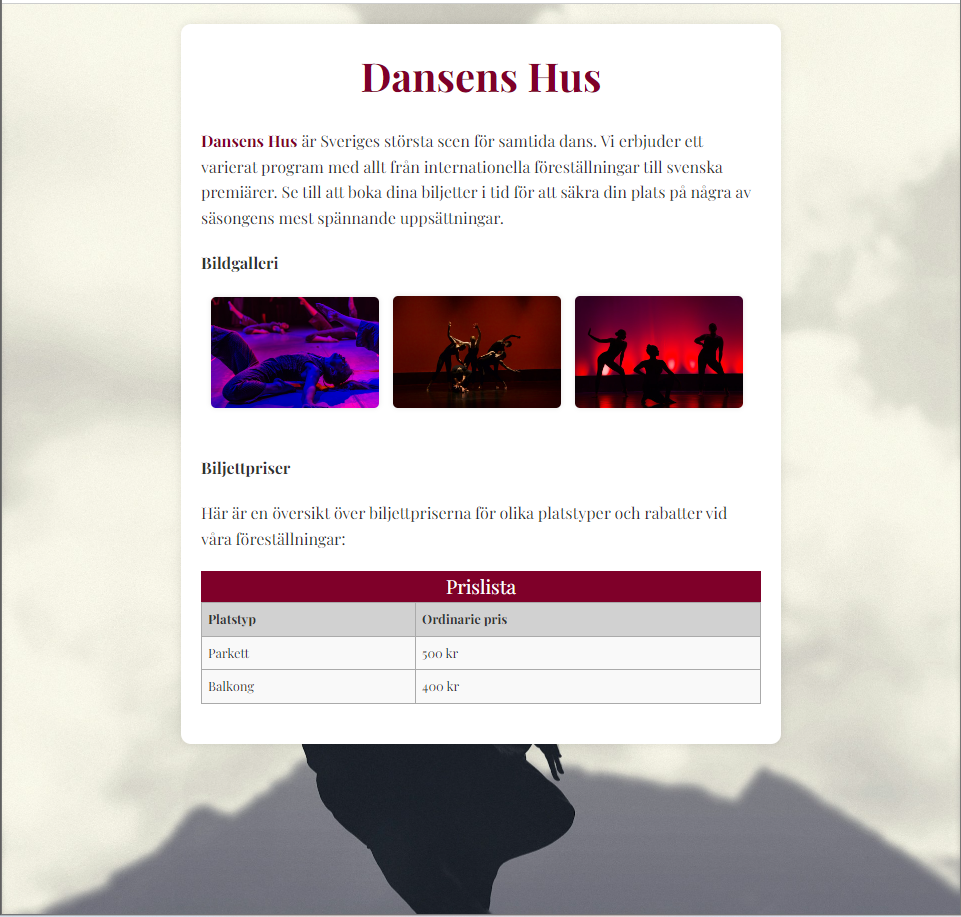 Dansens Hus
Dansens Hus är Sveriges största scen för samtida dans. Vi erbjuder ett
varierat program med allt från internationella föreställningar till svenska
premiärer. Se till att boka dina biljetter i tid för att säkra din plats på några av
säsongens mest spännande uppsättningar.
Bildgalleri
Biljettpriser
Här är en översikt över biljettpriserna för olika platstyper och rabatter vid
våra föreställningar:
Prislista
Platstyp Ordinarie pris
Parkett 500 kr
Balkong 400 kr